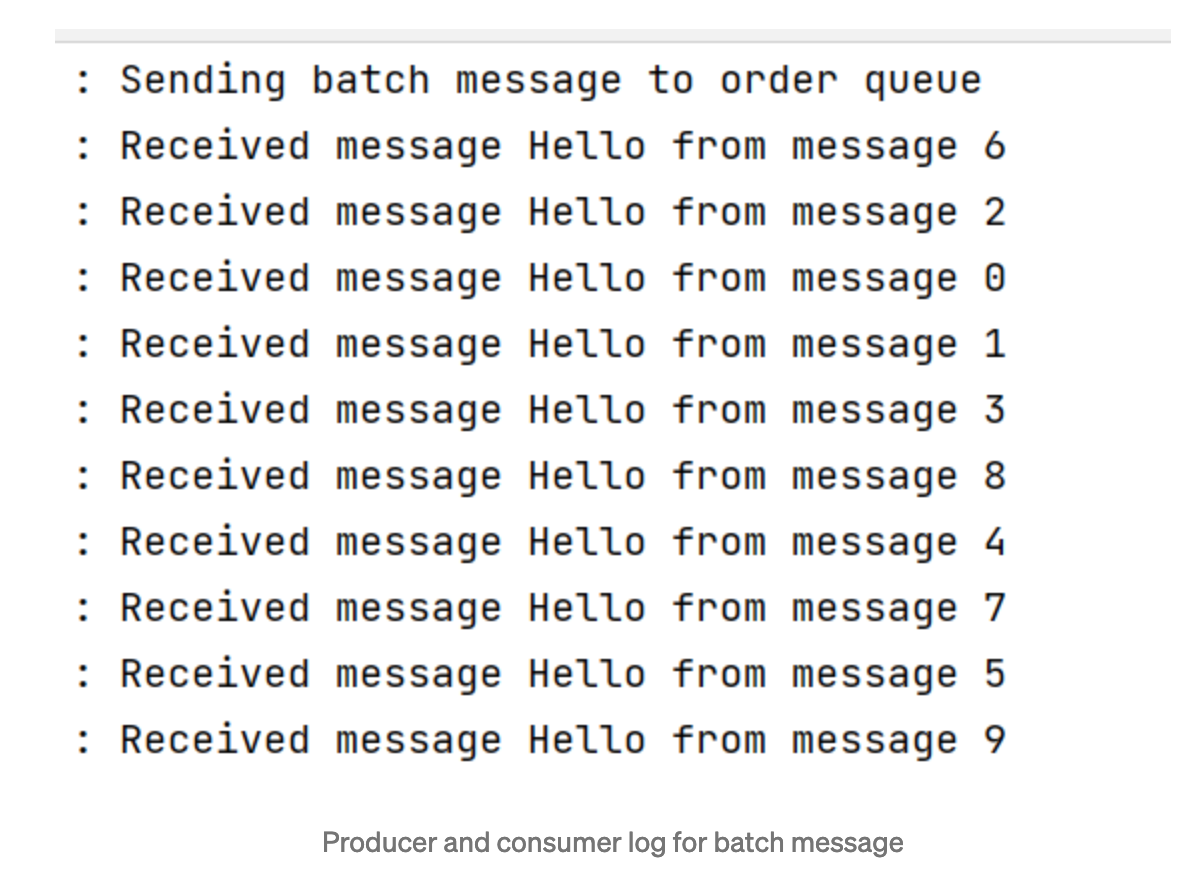 : Sending batch message to order queue
: Received message Hello from message 6
: Received message Hello from message 2
: Received message Hello from message 0
: Received message Hello from message 1
: Received message Hello from message 3
: Received message Hello from message 8
: Received message Hello from message 4
: Received message Hello from message 7
: Received message Hello from message 5
: Received message Hello from message 9
Producer and consumer log for batch message